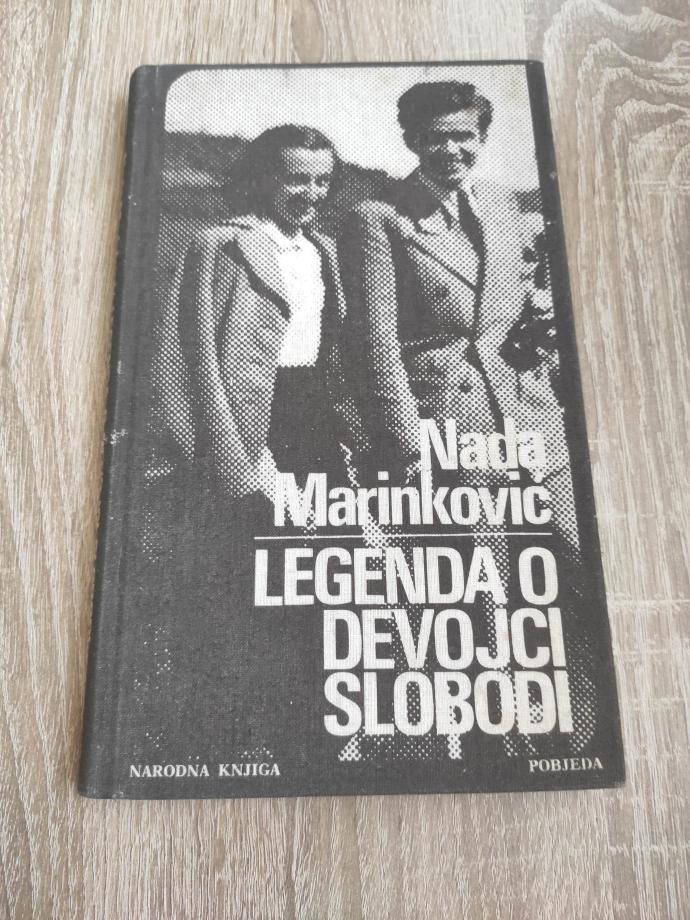 Nada
Marinković
LEGENDA O
DEVOJCI
SLOBODI
NARODNA KNJIGA
POBJEDA